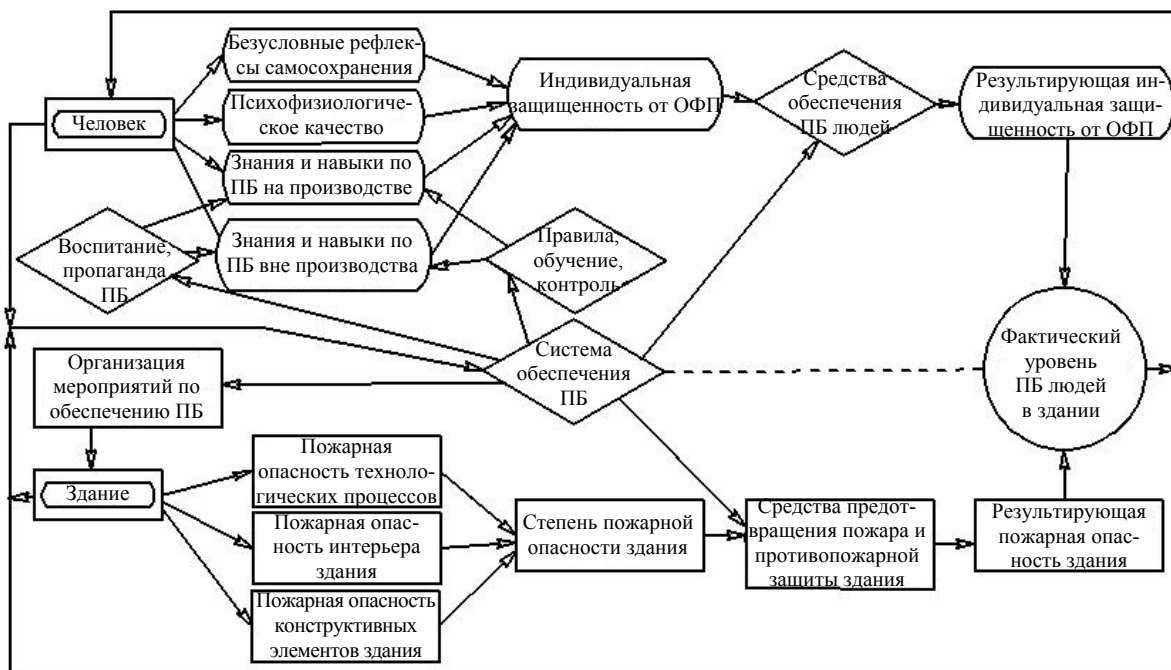 Безусловные рефлек-
сы самосохранения
Человек
Психофизиологиче-
ское качество
Знания и навыки по
ПБ на производстве
Знания и навыки по
ПБ вне производства
Воспитание,
пропаганда
ПБ
Индивидуальная
защищенность от ОФП
Средства
обеспечения
ПБ людей
Результирующая ин-
дивидуальная защи-
щенность от ОФП
Правила,
обучение,
контроль
Система
обеспечения
ПБ
Фактический
уровень
ПБ людей
в здании
Организация
мероприятий по
обеспечению ПБ
Здание
Пожарная
опасность техноло-
гических процессов
Пожарная опас-
ность интерьера
здания
Пожарная опасность
конструктивных
элементов здания
Степень пожарной
опасности здания
Средства предот-
вращения пожара и
противопожарной
защиты здания
Результирующая
пожарная опас-
ность здания